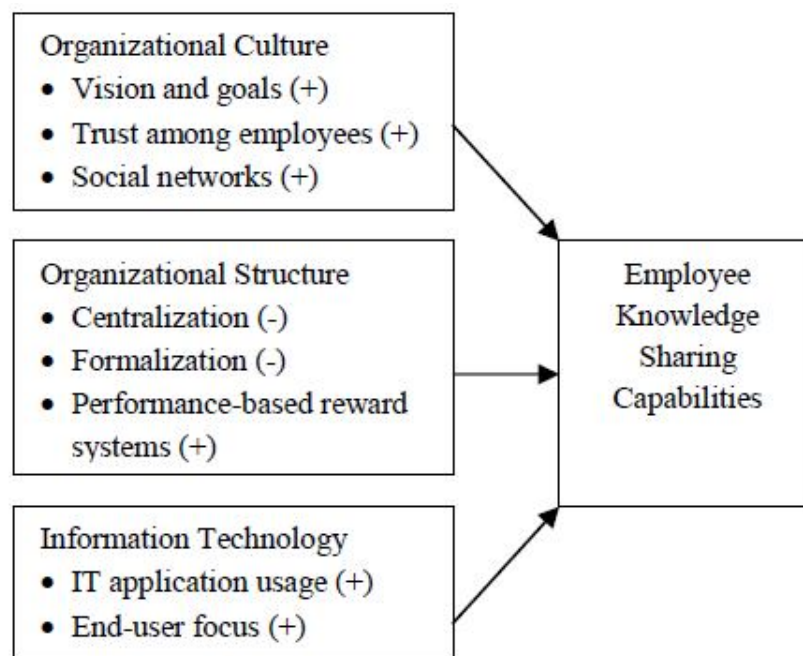 Organizational Culture
• Vision and goals (+)
• Trust among employees (+)
• Social networks (+)
Organizational Structure
• Centralization (-)
• Formalization (-)
• Performance-based reward
systems (+)
Information Technology
• IT application usage (+)
• End-user focus (+)
Employee
Knowledge
Sharing
Capabilities